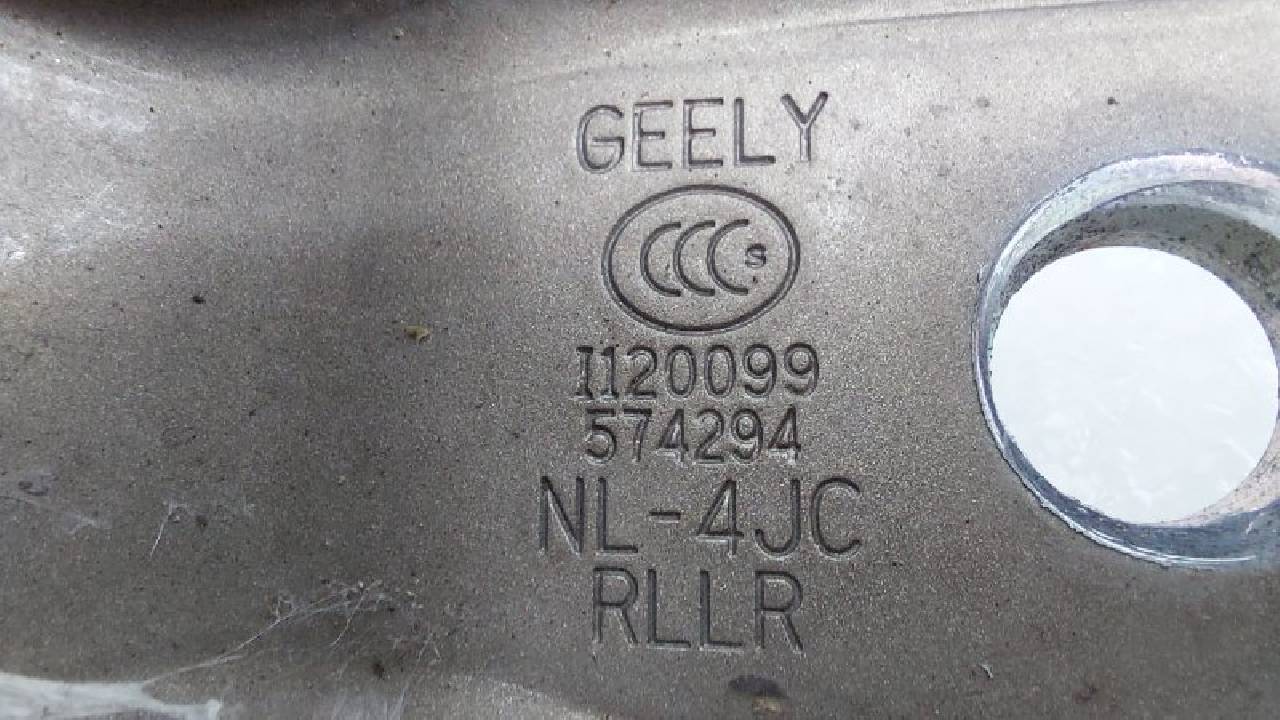 GEELY
CCC S
I120099
574294
NL-4JC
RLLR